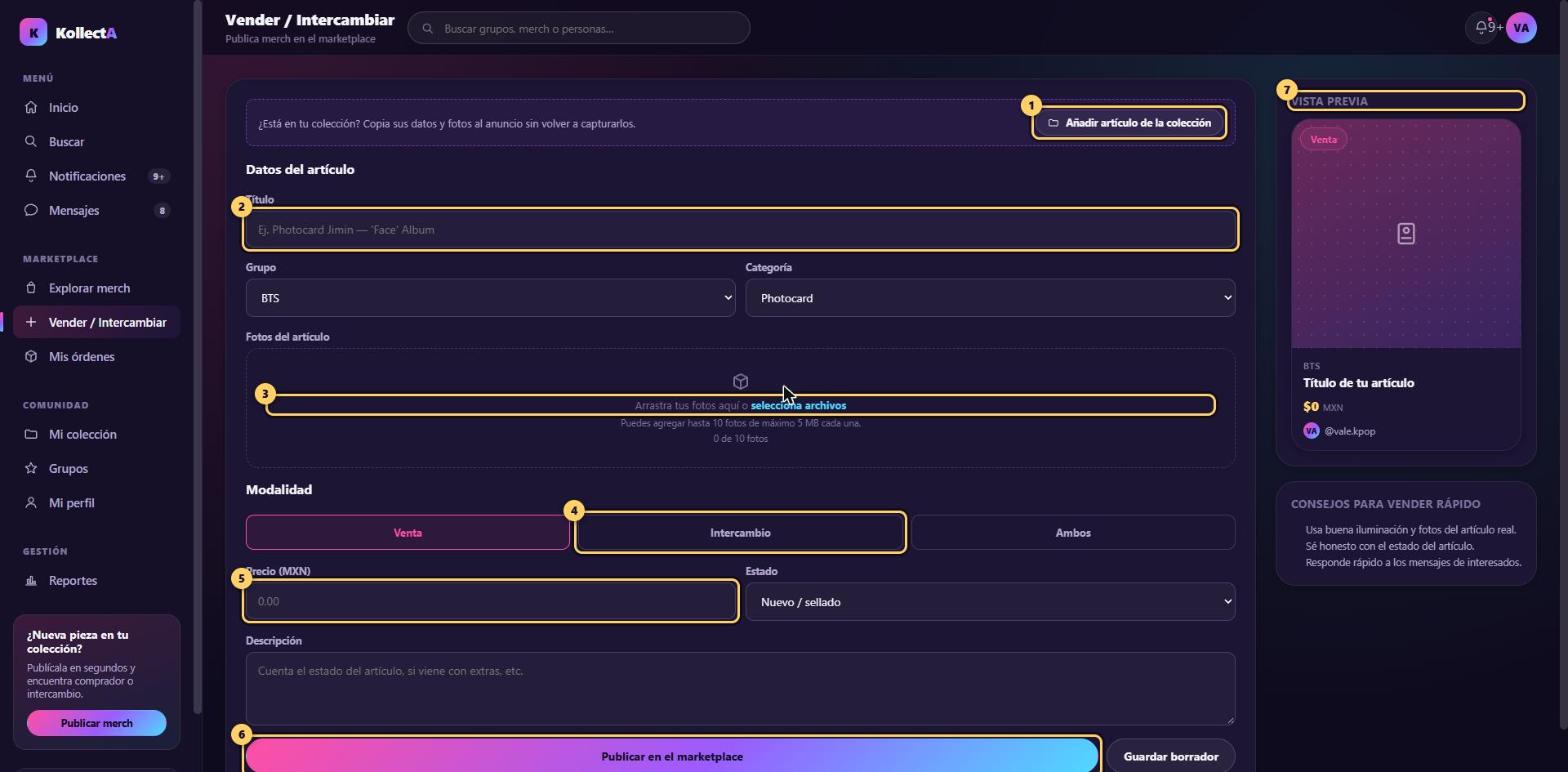 K KollectA
MENÚ
Inicio
Buscar
Notificaciones 9+
Mensajes 8
MARKETPLACE
Explorar merch
Vender / Intercambiar
Mis órdenes
COMUNIDAD
Mi colección
Grupos
Mi perfil
GESTIÓN
Reportes
¿Nueva pieza en tu
colección?
Publícala en segundos y
encuentra comprador o
intercambio.
Publicar merch
Vender / Intercambiar
Publica merch en el marketplace
Buscar grupos, merch o personas...
9+ VA
1
¿Está en tu colección? Copia sus datos y fotos al anuncio sin volver a capturarlos.
Añadir artículo de la colección
Datos del artículo
2
Título
Ej. Photocard Jimin — 'Face' Album
Grupo Categoría
BTS Photocard
Fotos del artículo
3
Arrastra tus fotos aquí o selecciona archivos
Puedes agregar hasta 10 fotos de máximo 5 MB cada una.
0 de 10 fotos
Modalidad
4
Venta Intercambio Ambos
5
Precio (MXN) Estado
0.00 Nuevo / sellado
Descripción
Cuenta el estado del artículo, si viene con extras, etc.
6
Publicar en el marketplace Guardar borrador
7
VISTA PREVIA
Venta
BTS
Título de tu artículo
$0 MXN
VA @vale.kpop
CONSEJOS PARA VENDER RÁPIDO
Usa buena iluminación y fotos del artículo real.
Sé honesto con el estado del artículo.
Responde rápido a los mensajes de interesados.